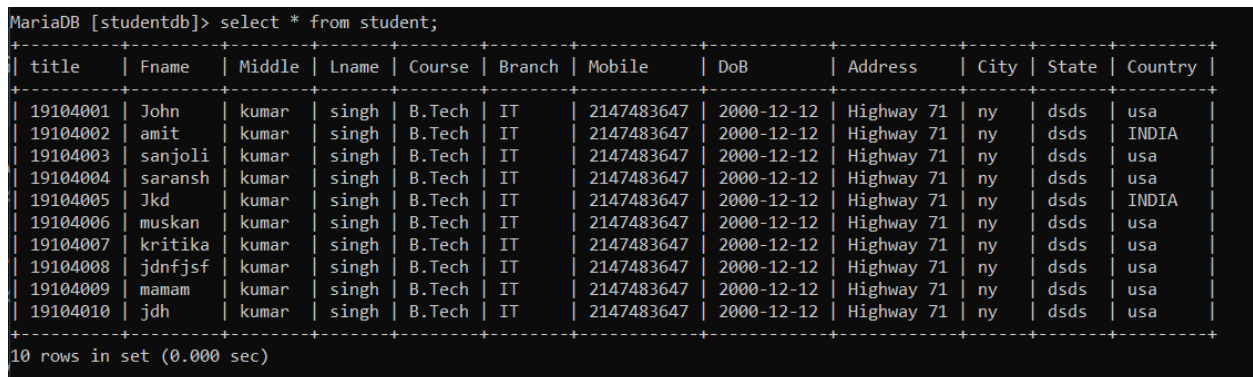 MariaDB [studentdb]> select * from student;
+----------+---------+--------+-------+--------+--------+------------+------------+------------+------+-------+---------+
| title    | Fname   | Middle | Lname | Course | Branch | Mobile     | DoB        | Address    | City | State | Country |
+----------+---------+--------+-------+--------+--------+------------+------------+------------+------+-------+---------+
| 19104001 | John    | kumar  | singh | B.Tech | IT     | 2147483647 | 2000-12-12 | Highway 71 | ny   | dsds  | usa     |
| 19104002 | amit    | kumar  | singh | B.Tech | IT     | 2147483647 | 2000-12-12 | Highway 71 | ny   | dsds  | INDIA   |
| 19104003 | sanjoli | kumar  | singh | B.Tech | IT     | 2147483647 | 2000-12-12 | Highway 71 | ny   | dsds  | usa     |
| 19104004 | saransh | kumar  | singh | B.Tech | IT     | 2147483647 | 2000-12-12 | Highway 71 | ny   | dsds  | usa     |
| 19104005 | Jkd     | kumar  | singh | B.Tech | IT     | 2147483647 | 2000-12-12 | Highway 71 | ny   | dsds  | INDIA   |
| 19104006 | muskan  | kumar  | singh | B.Tech | IT     | 2147483647 | 2000-12-12 | Highway 71 | ny   | dsds  | usa     |
| 19104007 | kritika | kumar  | singh | B.Tech | IT     | 2147483647 | 2000-12-12 | Highway 71 | ny   | dsds  | usa     |
| 19104008 | jdnfjsf | kumar  | singh | B.Tech | IT     | 2147483647 | 2000-12-12 | Highway 71 | ny   | dsds  | usa     |
| 19104009 | mamam   | kumar  | singh | B.Tech | IT     | 2147483647 | 2000-12-12 | Highway 71 | ny   | dsds  | usa     |
| 19104010 | jdh     | kumar  | singh | B.Tech | IT     | 2147483647 | 2000-12-12 | Highway 71 | ny   | dsds  | usa     |
+----------+---------+--------+-------+--------+--------+------------+------------+------------+------+-------+---------+
10 rows in set (0.000 sec)